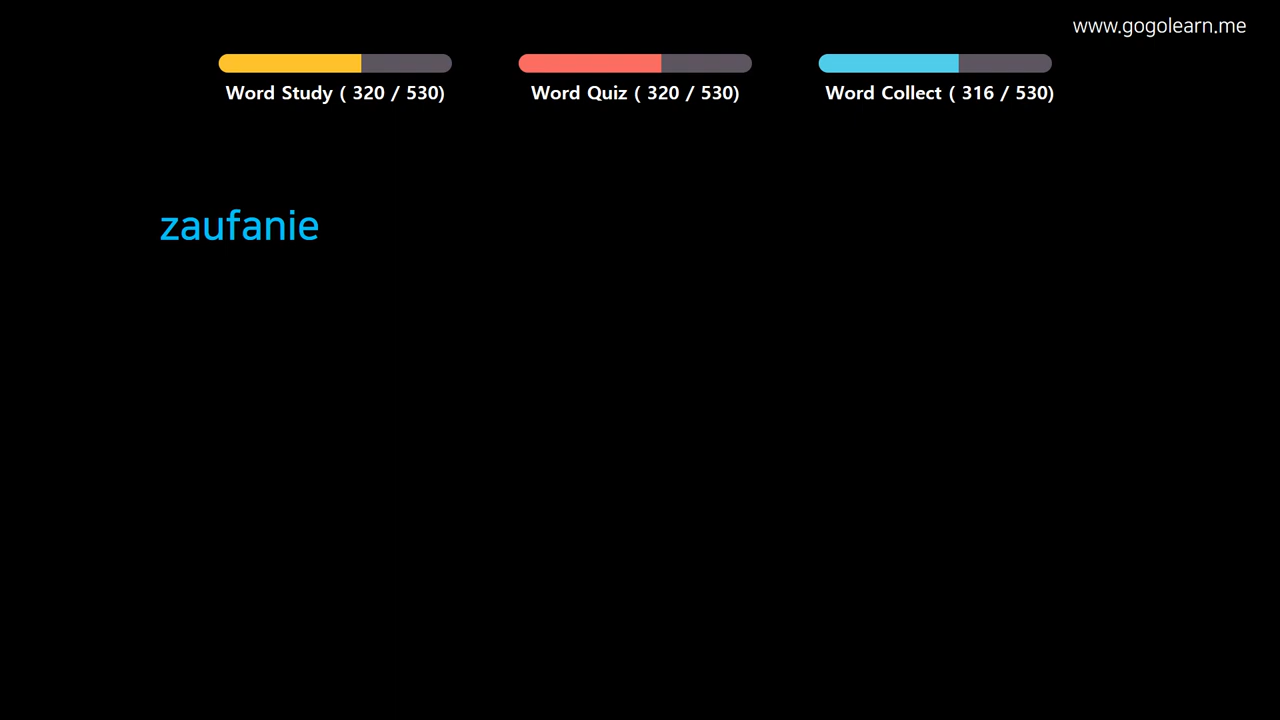 www.gogolearn.me
Word Study ( 320 / 530)
Word Quiz ( 320 / 530)
Word Collect ( 316 / 530)
zaufanie